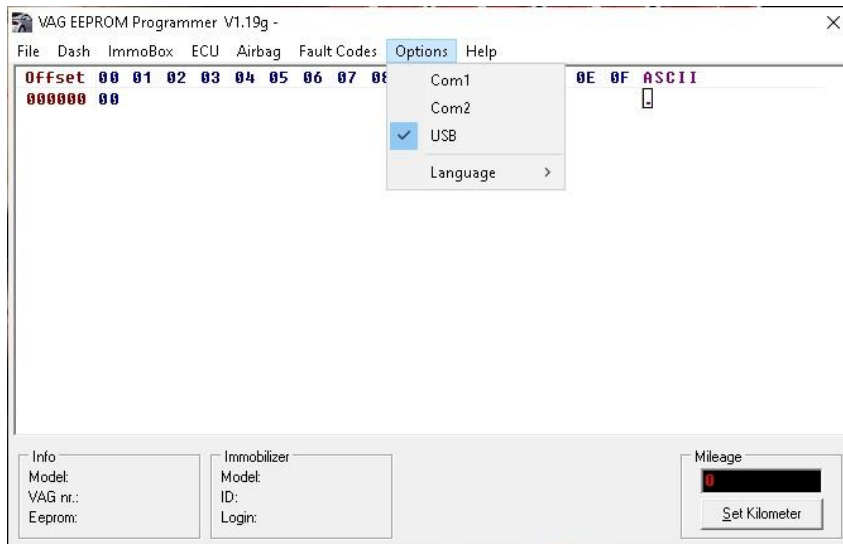 VAG EEPROM Programmer V1.19g -
File Dash ImmoBox ECU Airbag Fault Codes Options Help
Offset 00 01 02 03 04 05 06 07 0E 0F ASCII
000000 00 .
Com1
Com2
USB
Language
Info
Model:
VAG nr.:
Eeprom:
Immobilizer
Model:
ID:
Login:
Mileage
0
Set Kilometer